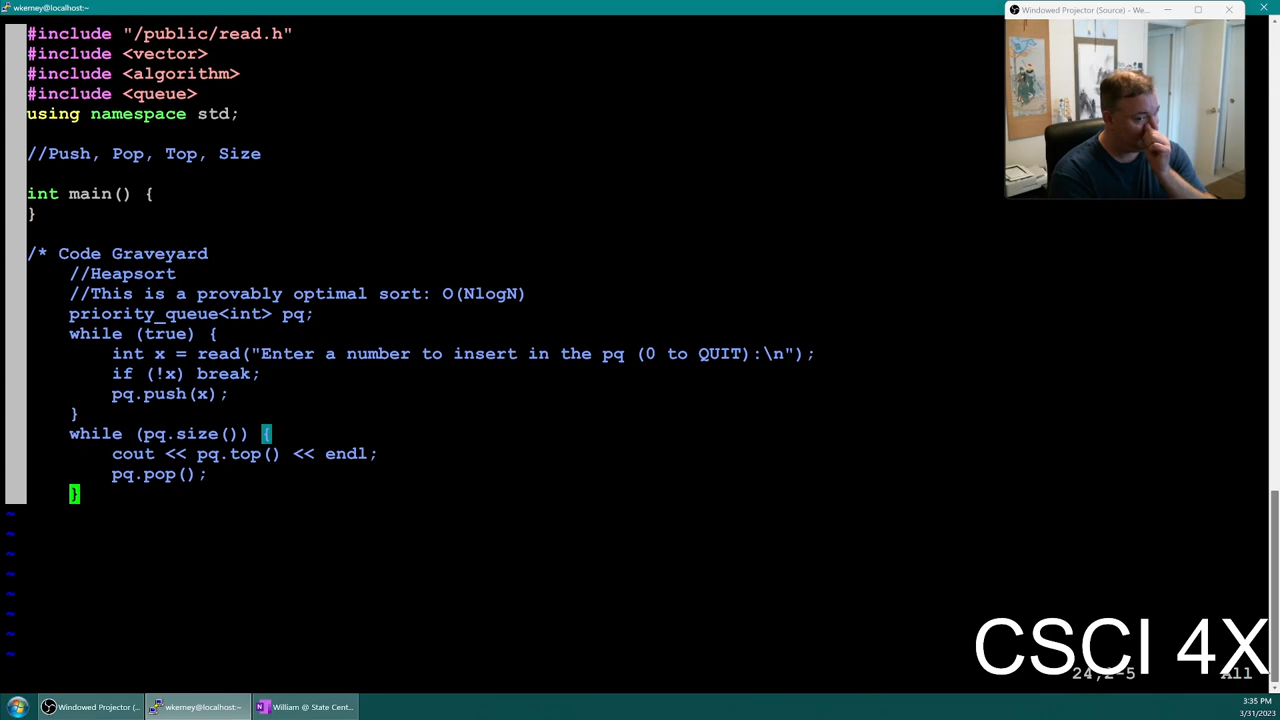 wkerney@localhost:~
Windowed Projector (Source) - We...
#include "/public/read.h"
#include <vector>
#include <algorithm>
#include <queue>
using namespace std;
//Push, Pop, Top, Size
int main() {
}
/* Code Graveyard
//Heapsort
//This is a provably optimal sort: O(NlogN)
priority_queue<int> pq;
while (true) {
int x = read("Enter a number to insert in the pq (0 to QUIT):\n");
if (!x) break;
pq.push(x);
}
while (pq.size()) {
cout << pq.top() << endl;
pq.pop();
}
~
~
~
~
~
~
~
~
CSCI 4X
24,2-5 All
Windowed Projector (...
wkerney@localhost:~
William @ State Cent...
3:35 PM
3/31/2023